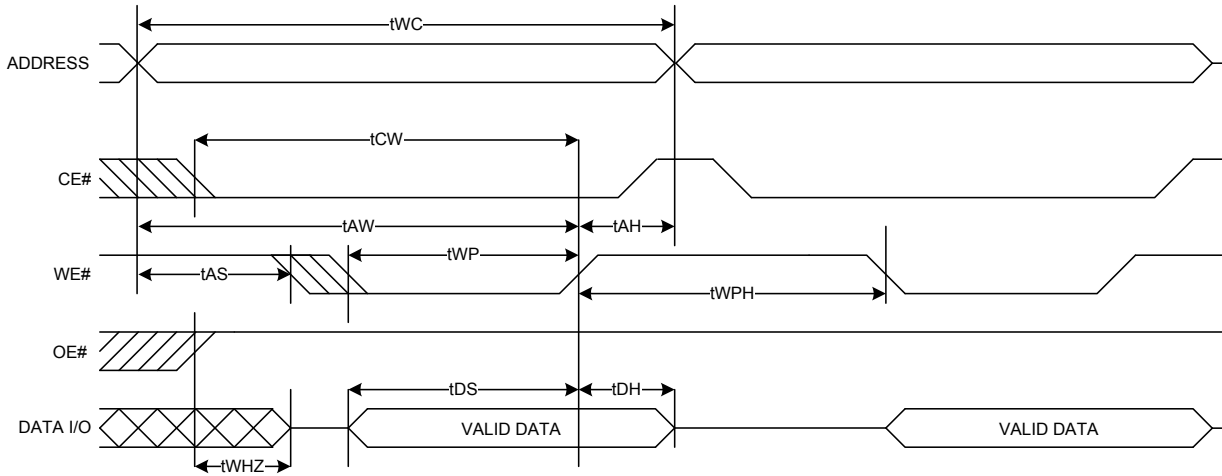 tWC
ADDRESS
tCW
CE#
tAW
tAH
tWP
WE#
tAS
tWPH
OE#
tDS
tDH
DATA I/O
VALID DATA
VALID DATA
tWHZ